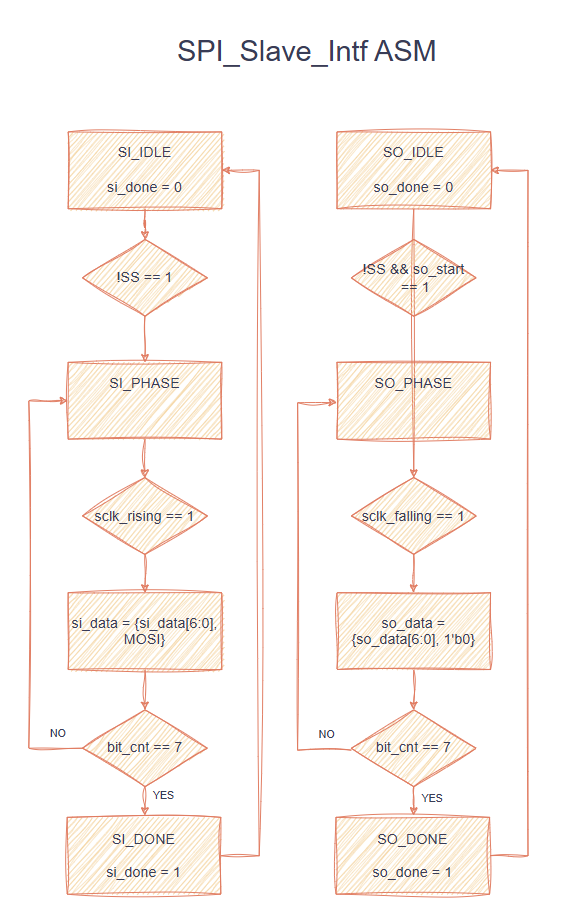 SPI_Slave_Intf ASM
SI_IDLE
si_done = 0
!SS == 1
SI_PHASE
sclk_rising == 1
si_data = {si_data[6:0],
MOSI}
bit_cnt == 7
NO
YES
SI_DONE
si_done = 1
SO_IDLE
so_done = 0
!SS && so_start
== 1
SO_PHASE
sclk_falling == 1
so_data =
{so_data[6:0], 1'b0}
bit_cnt == 7
NO
YES
SO_DONE
so_done = 1